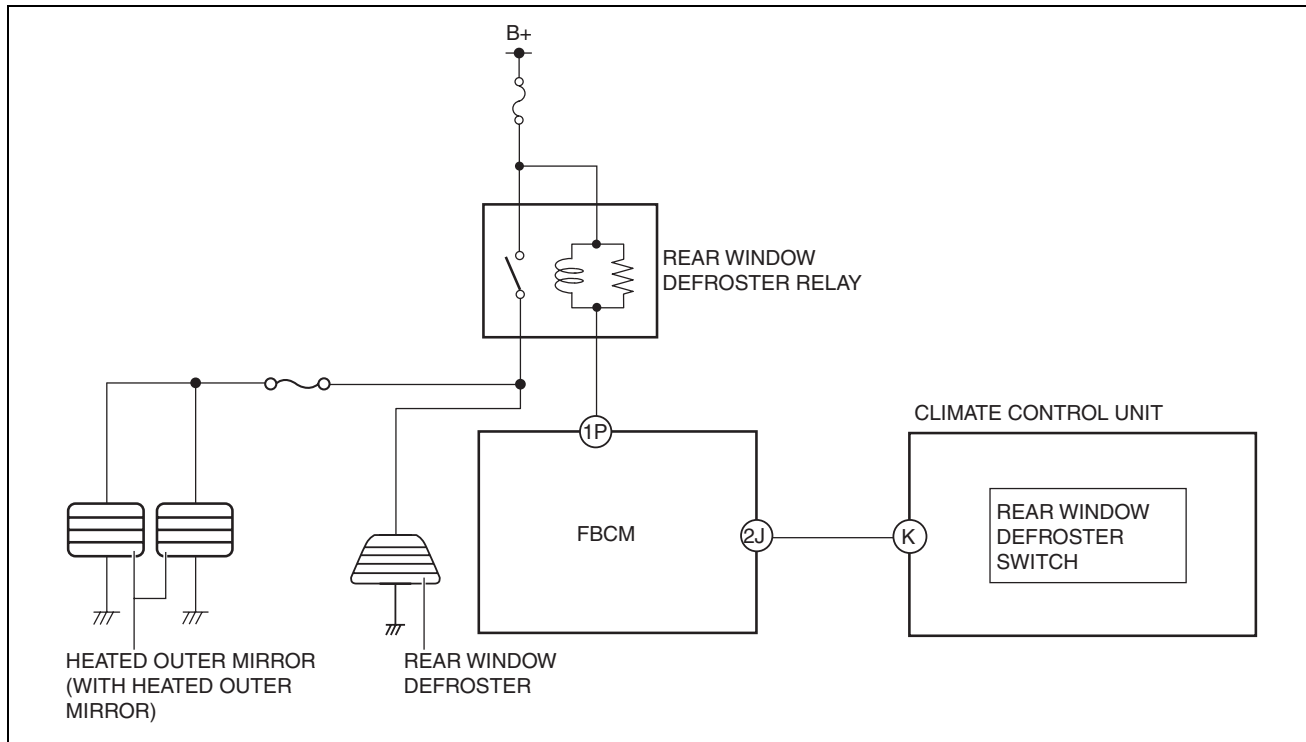 B+
REAR WINDOW
DEFROSTER RELAY
CLIMATE CONTROL UNIT
1P
FBCM
2J
K
REAR WINDOW
DEFROSTER
SWITCH
HEATED OUTER MIRROR
(WITH HEATED OUTER
MIRROR)
REAR WINDOW
DEFROSTER